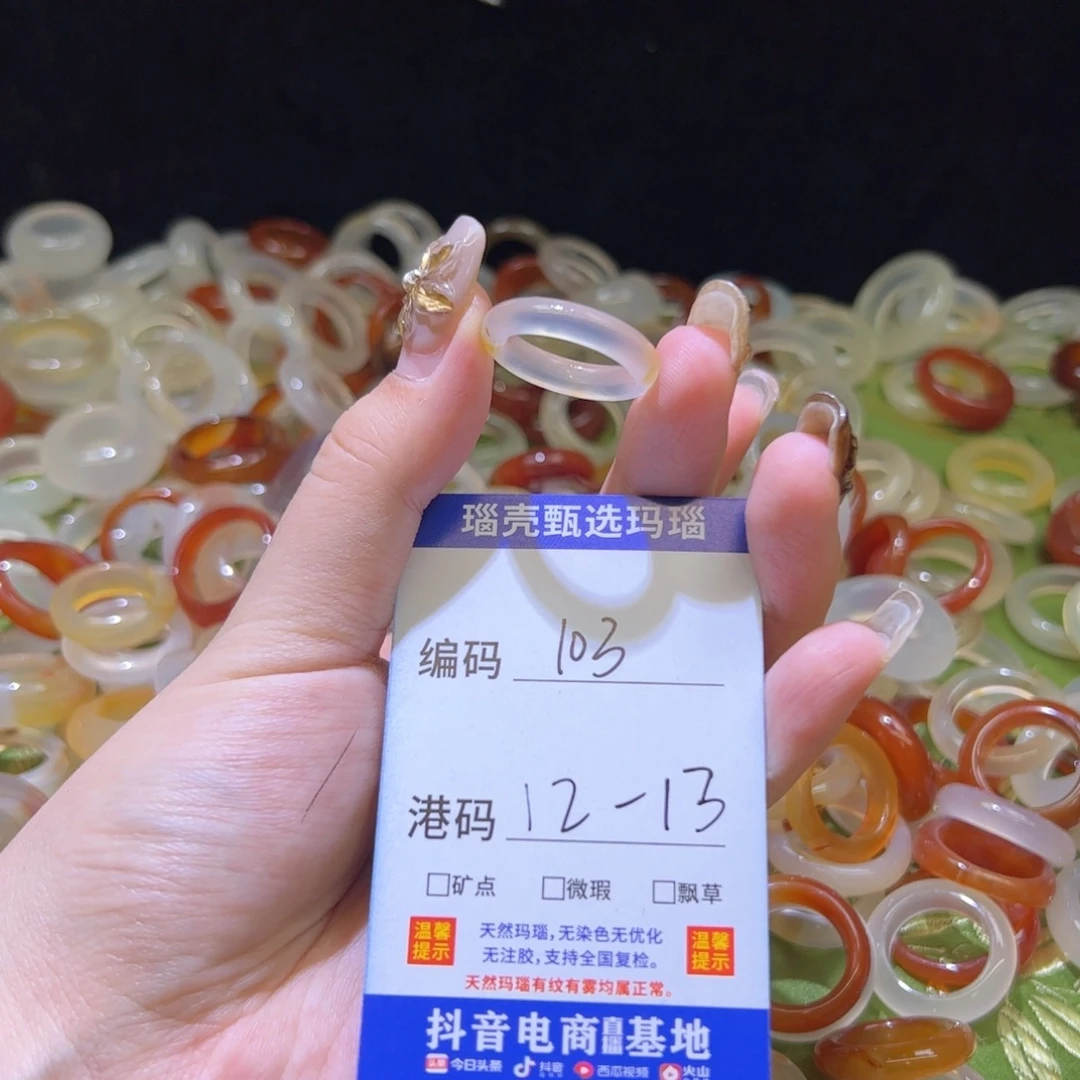 瑙壳甄选玛瑙
编码 103
港码 12-13
□矿点 □微瑕 □飘草
温馨提示
天然玛瑙,无染色无优化
无注胶,支持全国复检。
温馨提示
天然玛瑙有纹有雾均属正常。
抖音电商直播基地
头条 今日头条 抖音 西瓜视频 火山